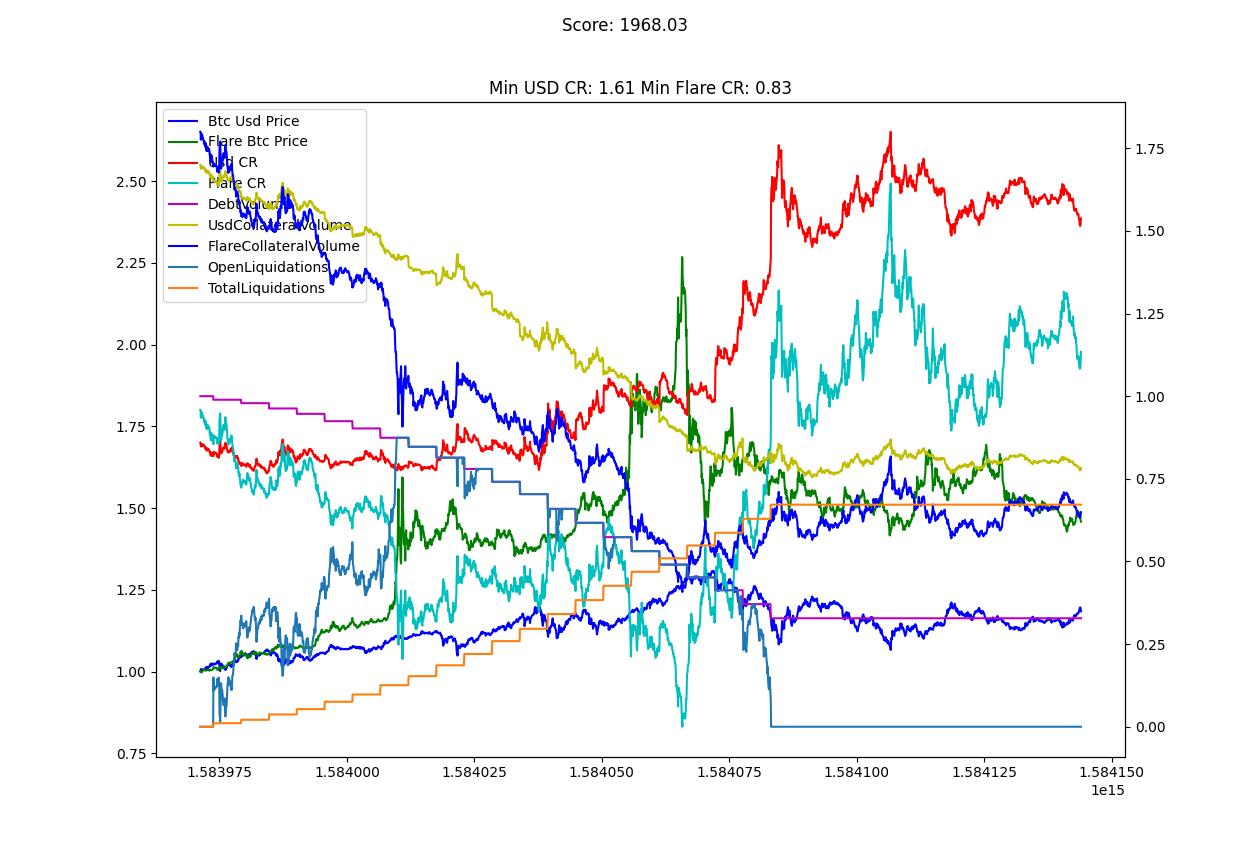 Score: 1968.03
Min USD CR: 1.61 Min Flare CR: 0.83
Btc Usd Price
Flare Btc Price
Usd CR
Flare CR
DebtVolume
UsdCollateralVolume
FlareCollateralVolume
OpenLiquidations
TotalLiquidations
2.50
2.25
2.00
1.75
1.50
1.25
1.00
0.75
1.75
1.50
1.25
1.00
0.75
0.50
0.25
0.00
1.583975 1.584000 1.584025 1.584050 1.584075 1.584100 1.584125 1.584150
1e15